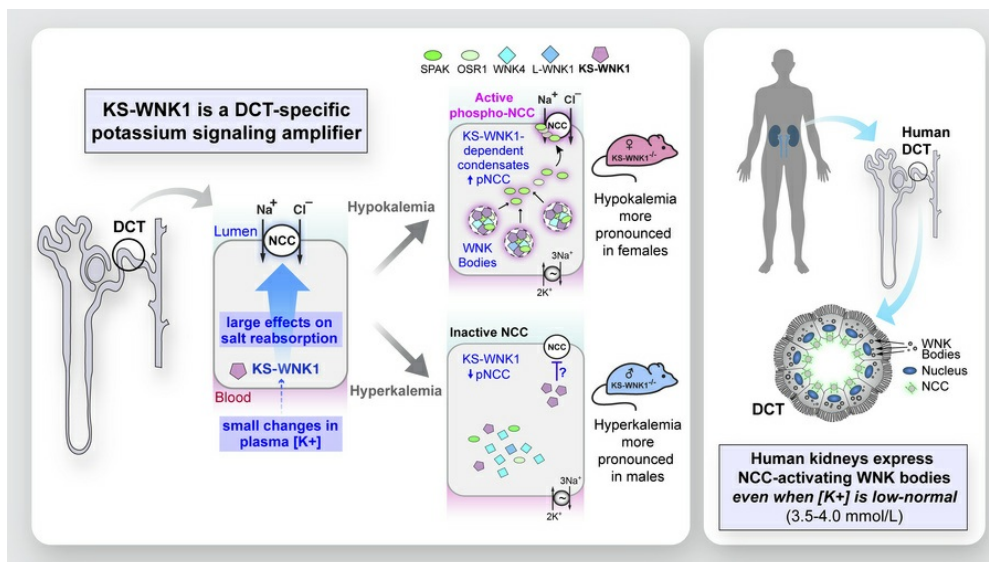 SPAK OSR1 WNK4 L-WNK1 KS-WNK1
KS-WNK1 is a DCT-specific
potassium signaling amplifier
DCT
Na+ Cl−
Lumen
NCC
large effects on
salt reabsorption
KS-WNK1
Blood
small changes in
plasma [K+]
Hypokalemia
Hyperkalemia
Active
phospho-NCC
Na+ Cl−
NCC
KS-WNK1-
dependent
condensates
↑ pNCC
WNK
Bodies
3Na+
~
2K+
♀
KS-WNK1-/-
Hypokalemia
more
pronounced
in females
Inactive NCC
NCC
KS-WNK1
↓ pNCC
?
3Na+
~
2K+
♂
KS-WNK1-/-
Hyperkalemia
more
pronounced
in males
Human
DCT
WNK
Bodies
Nucleus
NCC
DCT
Human kidneys express
NCC-activating WNK bodies
even when [K+] is low-normal
(3.5-4.0 mmol/L)